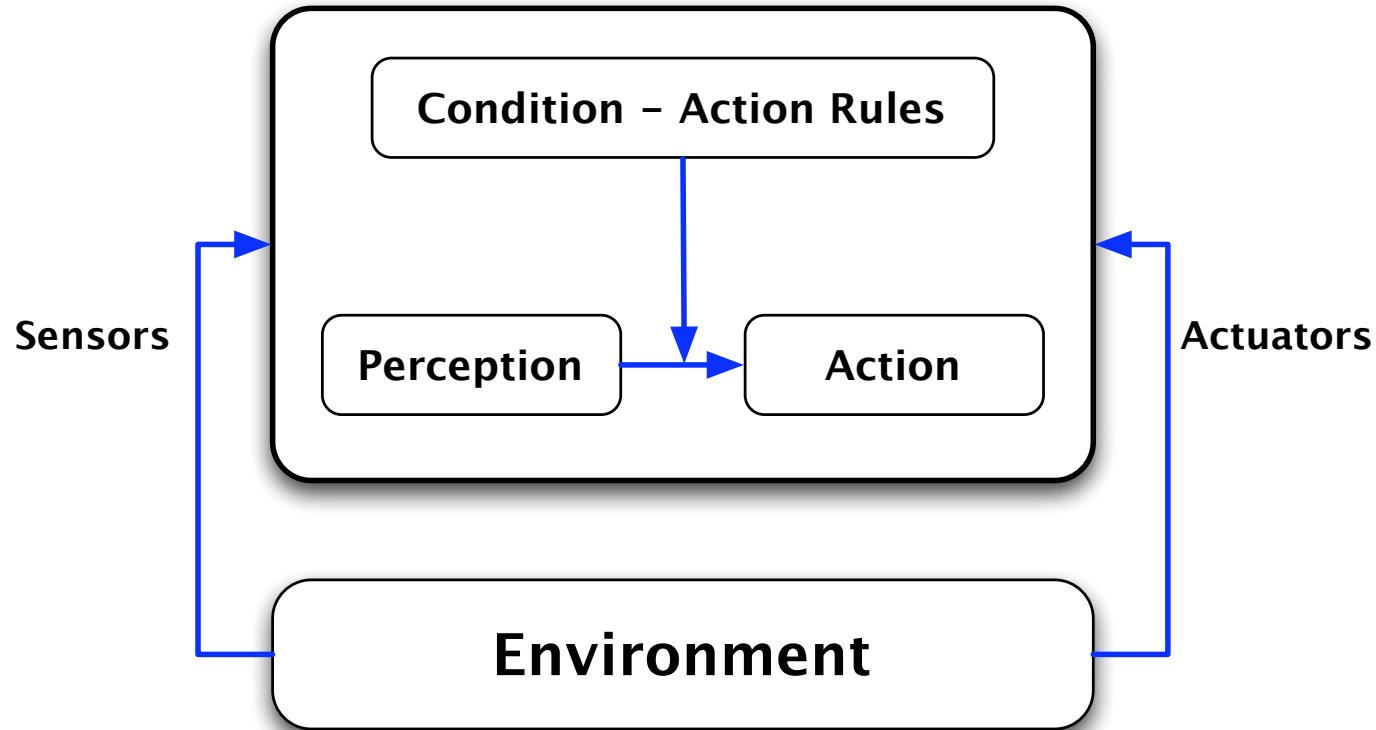 Condition – Action Rules
Sensors
Actuators
Perception
Action
Environment